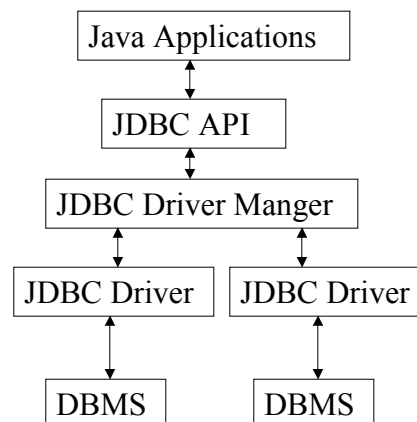 Java Applications
JDBC API
JDBC Driver Manger
JDBC Driver
JDBC Driver
DBMS
DBMS